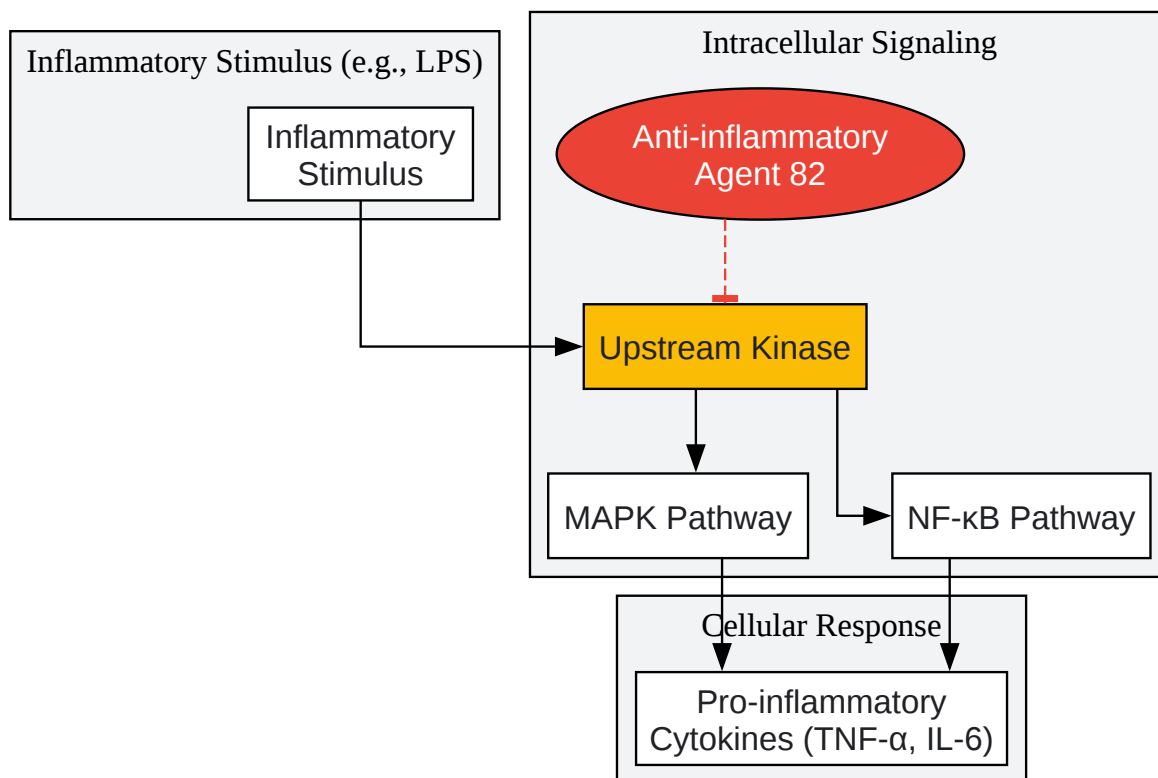 Inflammatory Stimulus (e.g., LPS)
Inflammatory
Stimulus
Intracellular Signaling
Anti-inflammatory
Agent 82
Upstream Kinase
MAPK Pathway
NF-κB Pathway
Cellular Response
Pro-inflammatory
Cytokines (TNF-α, IL-6)